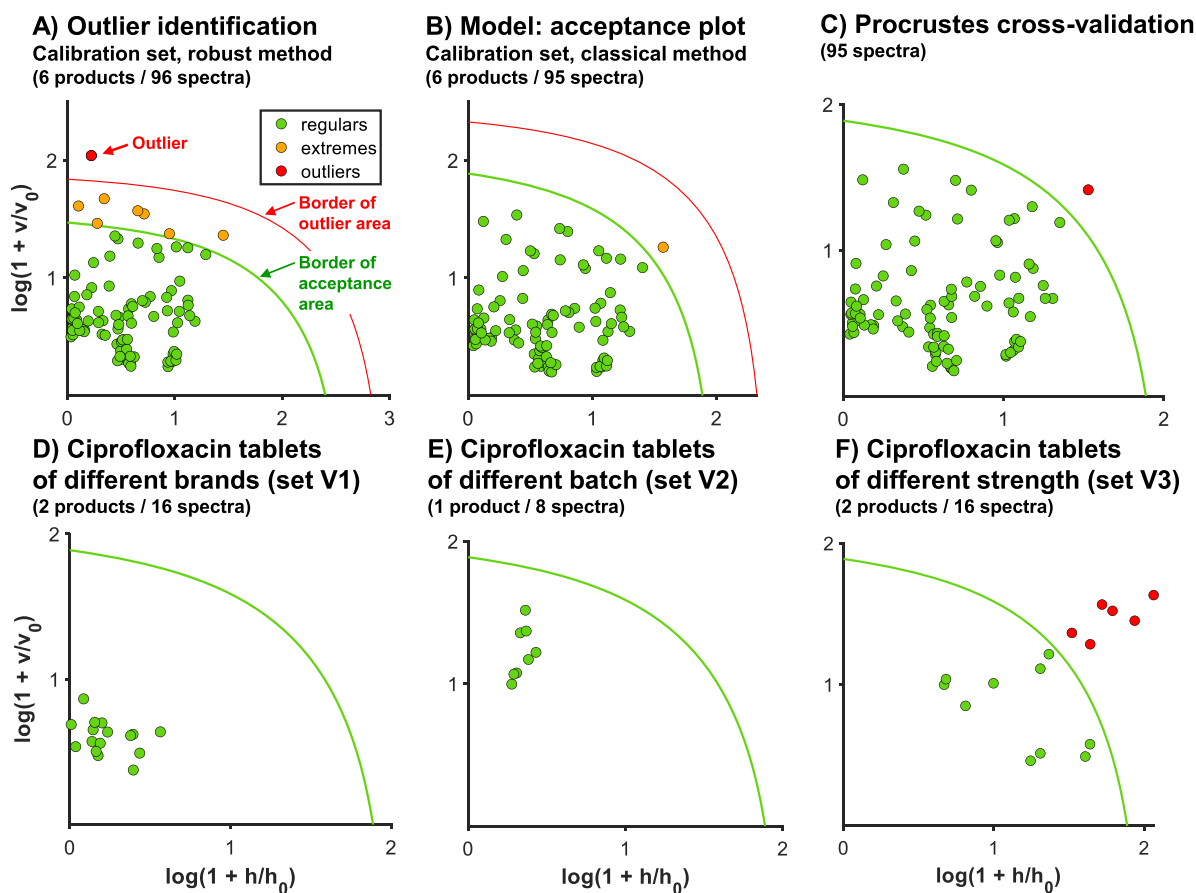 A) Outlier identification
Calibration set, robust method
(6 products / 96 spectra)
Outlier
regulars
extremes
outliers
Border of
outlier area
Border of
acceptance
area
log(1 + v/v0)
2
1
0
1
2
3
B) Model: acceptance plot
Calibration set, classical method
(6 products / 95 spectra)
2
1
0
1
2
C) Procrustes cross-validation
(95 spectra)
2
1
0
1
2
D) Ciprofloxacin tablets
of different brands (set V1)
(2 products / 16 spectra)
log(1 + v/v0)
2
1
0
1
2
log(1 + h/h0)
E) Ciprofloxacin tablets
of different batch (set V2)
(1 product / 8 spectra)
2
1
0
1
2
log(1 + h/h0)
F) Ciprofloxacin tablets
of different strength (set V3)
(2 products / 16 spectra)
2
1
0
1
2
log(1 + h/h0)